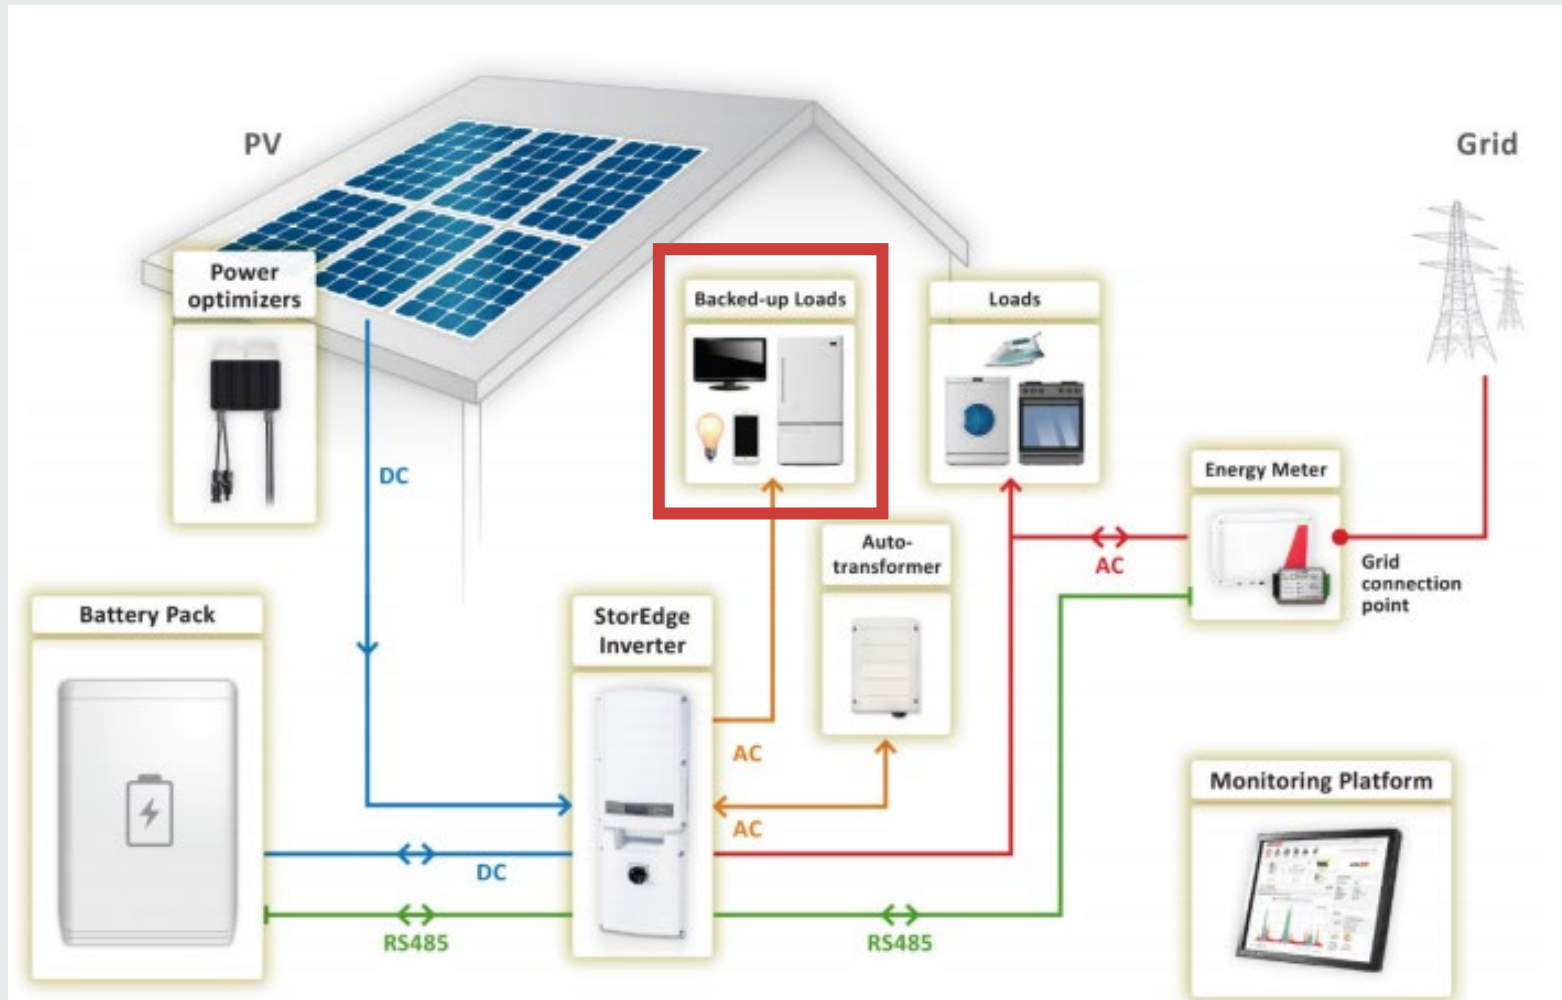 PV
Grid
Power
optimizers
Backed-up Loads
Loads
DC
Energy Meter
Auto-
transformer
AC
Grid
connection
point
Battery Pack
StorEdge
Inverter
AC
Monitoring Platform
AC
DC
RS485
RS485